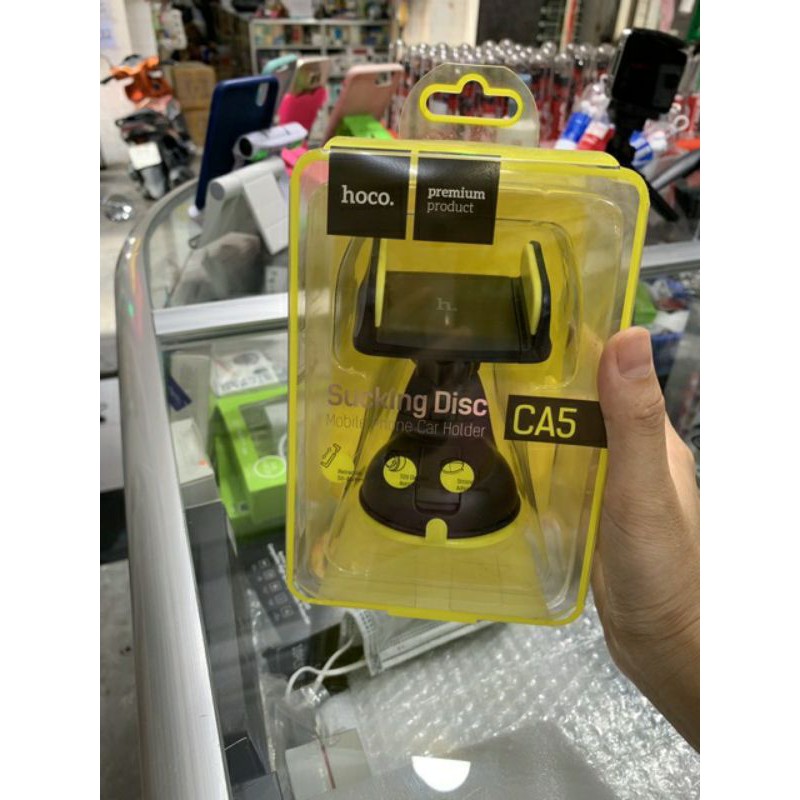 hoco.
premium
product
h.
Sucking Disc
Mobile Phone Car Holder
CA5